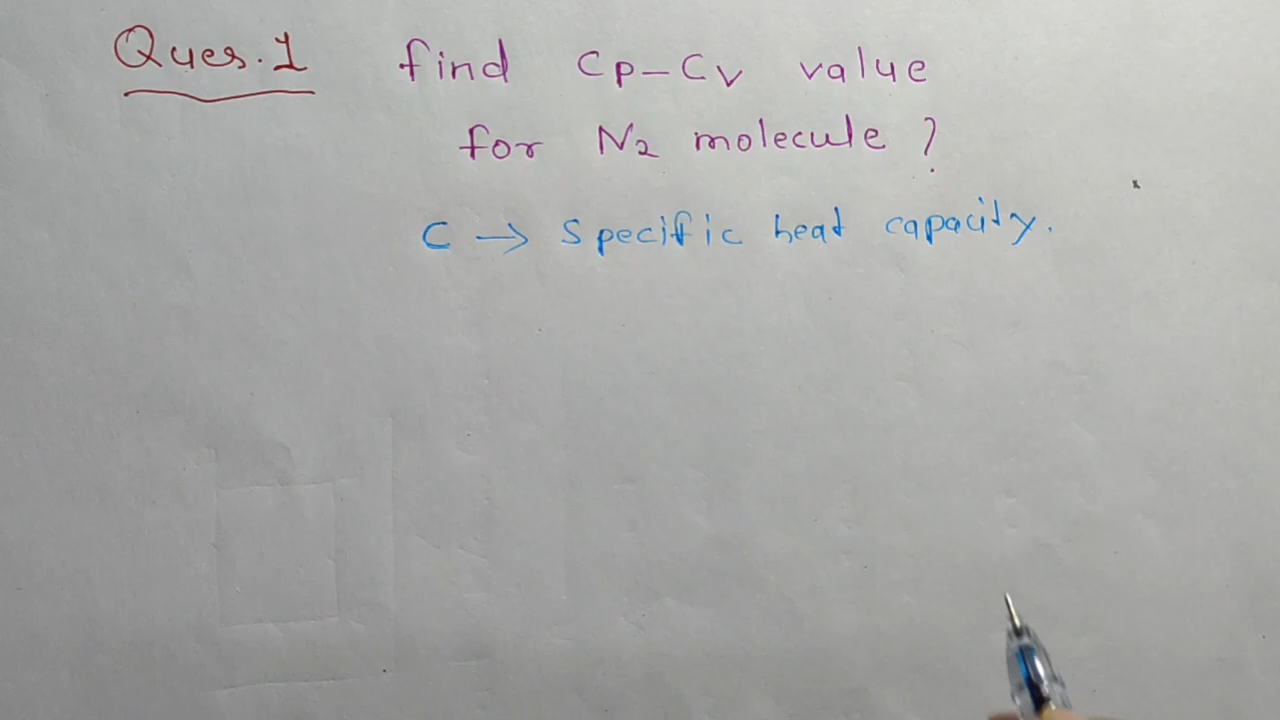 Ques.1 find Cp-Cv value
for N2 molecule ?
C → Specific heat capacity.